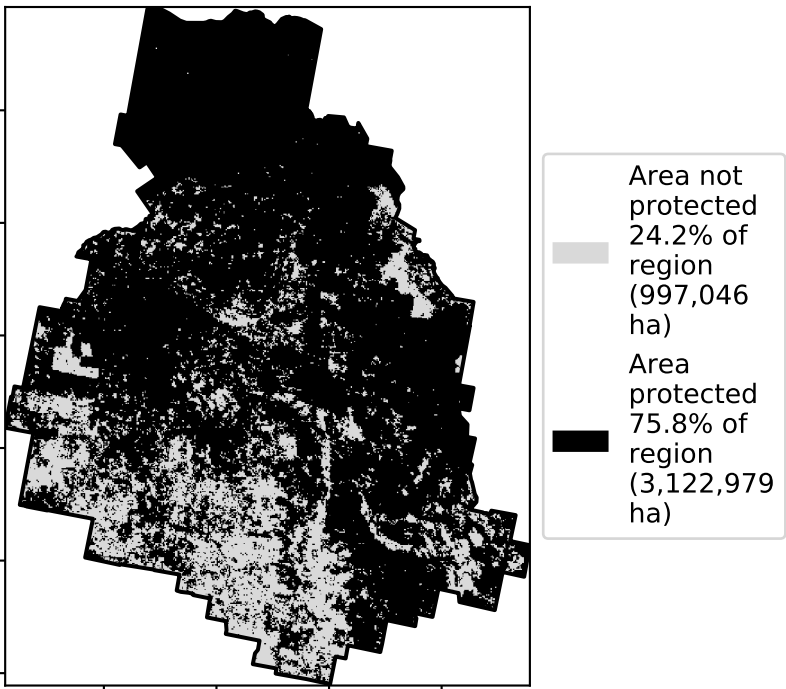 Area not
protected
24.2% of
region
(997,046
ha)
Area
protected
75.8% of
region
(3,122,979
ha)